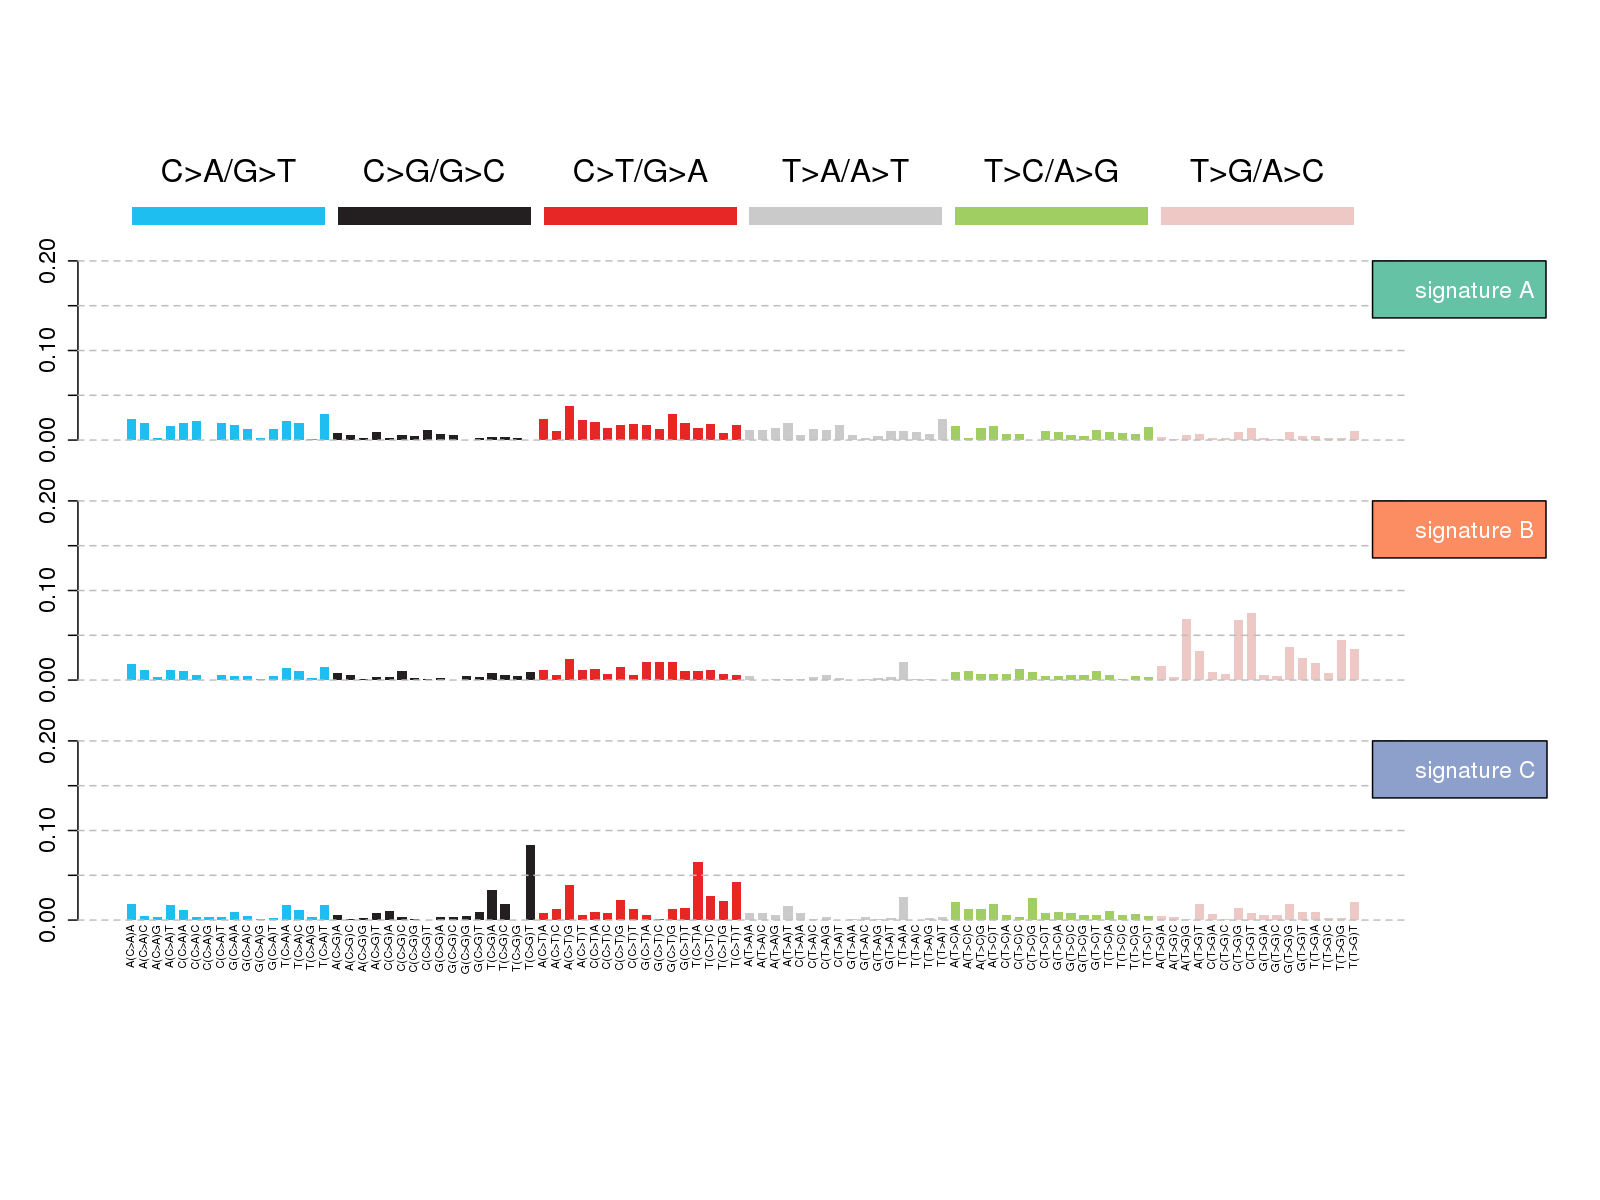 C>A/G>T C>G/G>C C>T/G>A T>A/A>T T>C/A>G T>G/A>C
0.20
0.10
0.00
signature A
0.20
0.10
0.00
signature B
0.20
0.10
0.00
signature C
A(C>A)A A(C>A)C A(C>A)G A(C>A)T C(C>A)A C(C>A)C C(C>A)G C(C>A)T G(C>A)A G(C>A)C G(C>A)G G(C>A)T T(C>A)A T(C>A)C T(C>A)G T(C>A)T A(C>G)A A(C>G)C A(C>G)G A(C>G)T C(C>G)A C(C>G)C C(C>G)G C(C>G)T G(C>G)A G(C>G)C G(C>G)G G(C>G)T T(C>G)A T(C>G)C T(C>G)G T(C>G)T A(C>T)A A(C>T)C A(C>T)G A(C>T)T C(C>T)A C(C>T)C C(C>T)G C(C>T)T G(C>T)A G(C>T)C G(C>T)G G(C>T)T T(C>T)A T(C>T)C T(C>T)G T(C>T)T A(T>A)A A(T>A)C A(T>A)G A(T>A)T C(T>A)A C(T>A)C C(T>A)G C(T>A)T G(T>A)A G(T>A)C G(T>A)G G(T>A)T T(T>A)A T(T>A)C T(T>A)G T(T>A)T A(T>C)A A(T>C)C A(T>C)G A(T>C)T C(T>C)A C(T>C)C C(T>C)G C(T>C)T G(T>C)A G(T>C)C G(T>C)G G(T>C)T T(T>C)A T(T>C)C T(T>C)G T(T>C)T A(T>G)A A(T>G)C A(T>G)G A(T>G)T C(T>G)A C(T>G)C C(T>G)G C(T>G)T G(T>G)A G(T>G)C G(T>G)G G(T>G)T T(T>G)A T(T>G)C T(T>G)G T(T>G)T